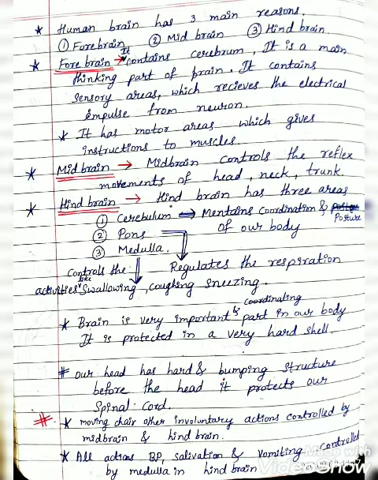 * Human brain has 3 main reasons.
① Forebrain ② Mid brain ③ Hind brain
* Fore brain → It contains cerebrum, It is a main
thinking part of brain. It contains
sensory areas, which recieves the electrical
impulse from neuron.
* It has motor areas which gives
instructions to muscles.
* Mid brain → Midbrain controls the reflex
movements of head, neck, trunk
* Hind brain → Hind brain has three areas
① Cerebellum → Mentains coordination & Posture
② Pons of our body
③ Medulla.
controls the Regulates the respiration
activities like swallowing, coughing sneezing.
* Brain is very important & coordinating part in our body
It is protected in a very hard shell.
# our head has hard & bumping structure
before the head it protects our
Spinal cord.
# * moving chair other involuntary actions controlled by
midbrain & hind brain.
* All actions BP, salivation & vomiting controlled
by medulla in hind brain
VideoShow